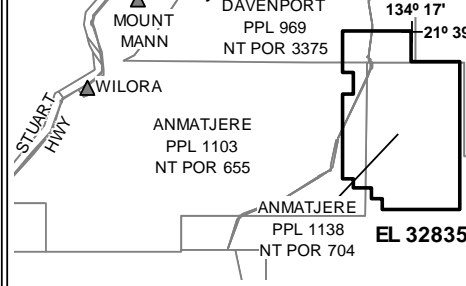 DAVENPORT
PPL 969
NT POR 3375
134º 17'
21º 39
MOUNT
MANN
WILORA
STUART
HWY
ANMATJERE
PPL 1103
NT POR 655
ANMATJERE
PPL 1138
NT POR 704
EL 32835